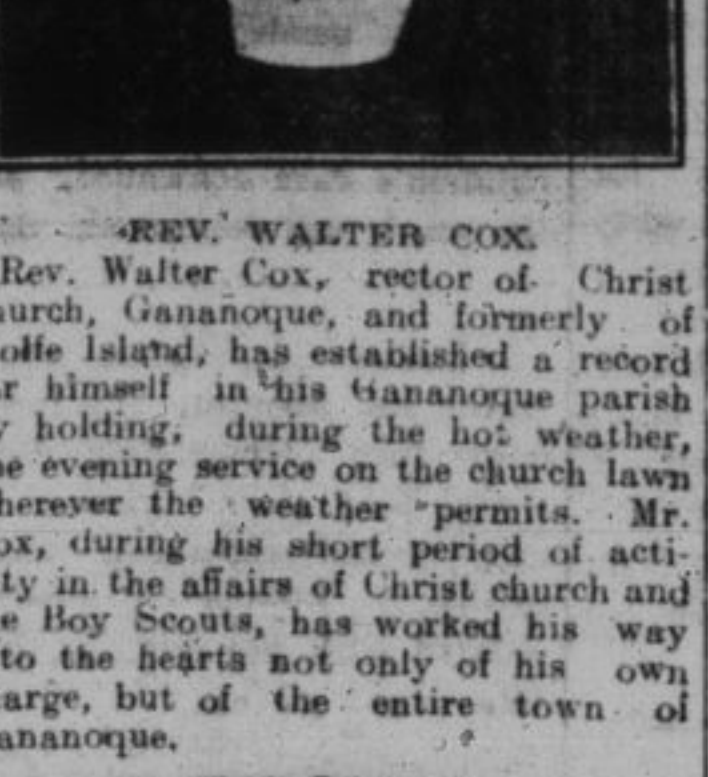 REV. WALTER COX.
Rev. Walter Cox, rector of Christ
urch, Gananoque, and formerly of
olfe Island, has established a record
r himself in his Gananoque parish
y holding, during the hot weather,
e evening service on the church lawn
herever the weather permits. Mr.
ox, during his short period of acti-
ty in the affairs of Christ church and
e Boy Scouts, has worked his way
to the hearts not only of his own
arge, but of the entire town of
ananoque.